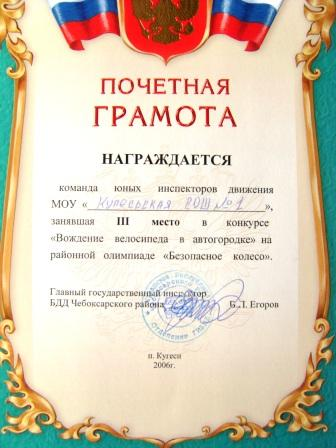 ПОЧЕТНАЯ
ГРАМОТА
НАГРАЖДАЕТСЯ
команда юных инспекторов движения
МОУ «Кугесьская СОШ №1»,
занявшая III место в конкурсе
«Вождение велосипеда в автогородке» на
районной олимпиаде «Безопасное колесо».
Главный государственный инспектор
БДД Чебоксарского района Б.Л. Егоров
п. Кугеси
2006г.